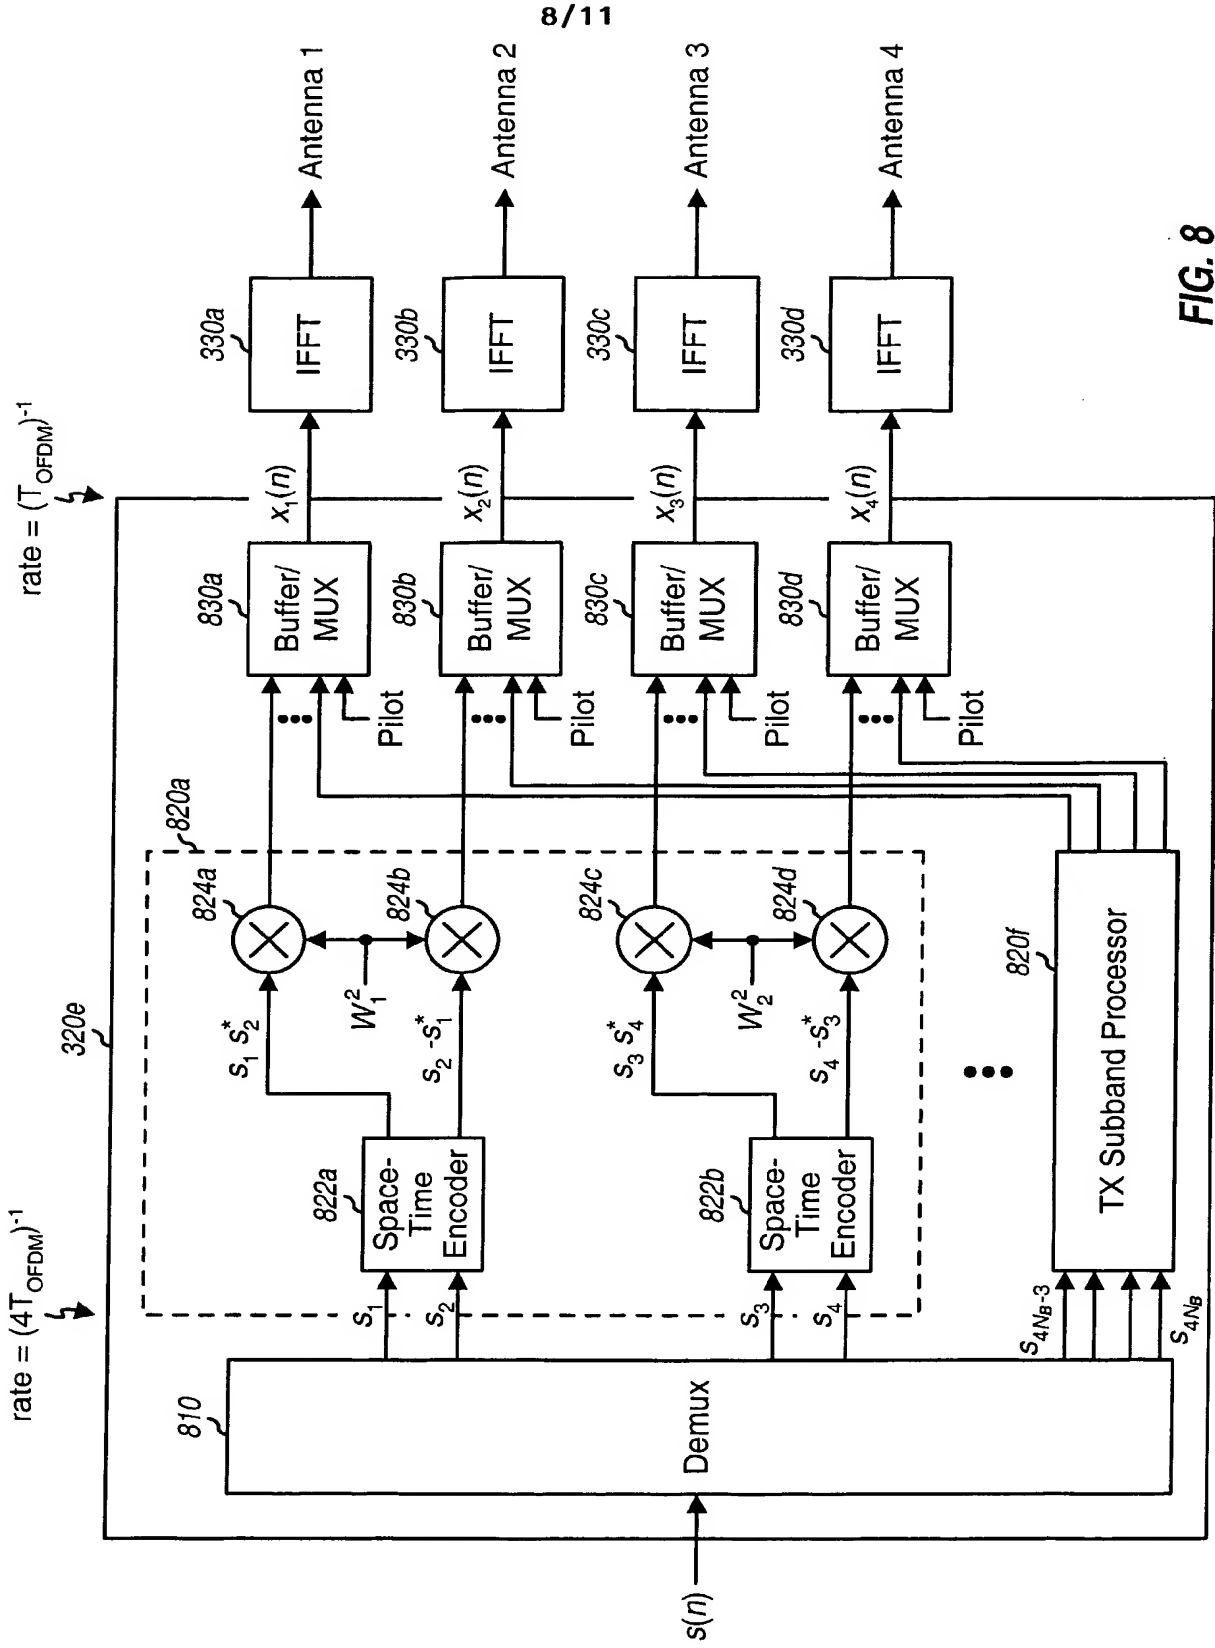 8/11
rate = (4T_OFDM)^-1
rate = (T_OFDM)^-1
320e
810
s(n)
Demux
s_1
s_2
s_3
s_4
s_4N_B-3
s_4N_B
820a
822a
Space-
Time
Encoder
822b
Space-
Time
Encoder
s_1 s_2^*
s_2 -s_1^*
s_3 s_4^*
s_4 -s_3^*
824a
824b
824c
824d
W_1^2
W_2^2
820f
TX Subband Processor
830a
Buffer/
MUX
Pilot
830b
Buffer/
MUX
Pilot
830c
Buffer/
MUX
Pilot
830d
Buffer/
MUX
Pilot
x_1(n)
x_2(n)
x_3(n)
x_4(n)
330a
IFFT
330b
IFFT
330c
IFFT
330d
IFFT
Antenna 1
Antenna 2
Antenna 3
Antenna 4
FIG. 8